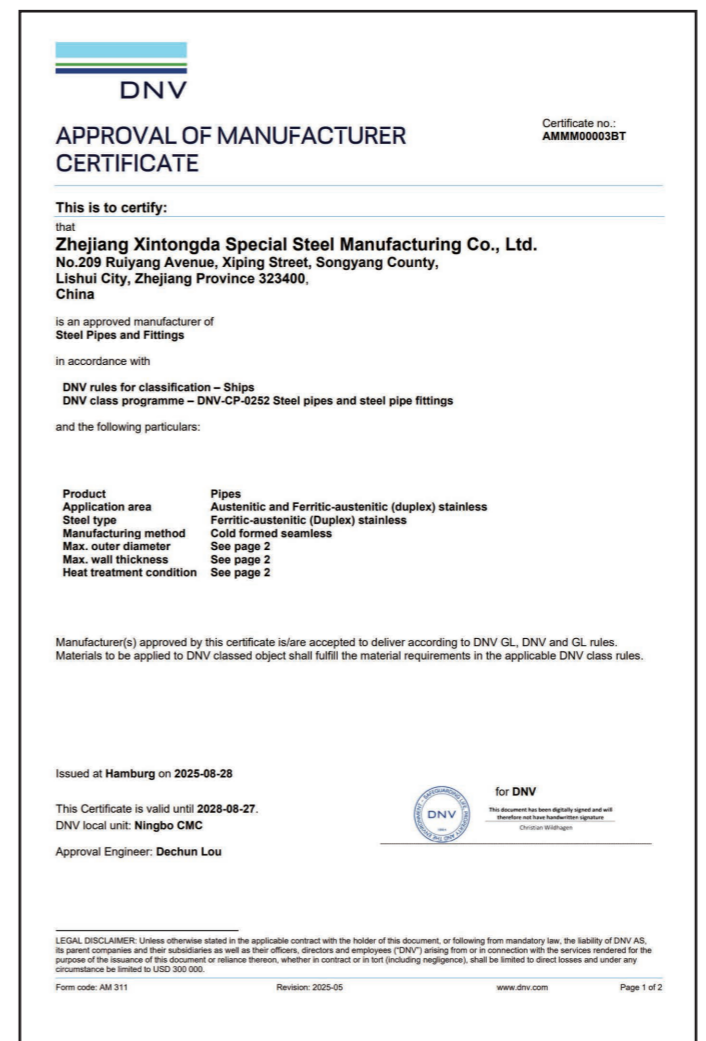 DNV
APPROVAL OF MANUFACTURER
CERTIFICATE
Certificate no.:
AMMM00003BT
This is to certify:
that
Zhejiang Xintongda Special Steel Manufacturing Co., Ltd.
No.209 Ruiyang Avenue, Xiping Street, Songyang County,
Lishui City, Zhejiang Province 323400,
China
is an approved manufacturer of
Steel Pipes and Fittings
in accordance with
DNV rules for classification – Ships
DNV class programme – DNV-CP-0252 Steel pipes and steel pipe fittings
and the following particulars:
Product Pipes
Application area Austenitic and Ferritic-austenitic (duplex) stainless
Steel type Ferritic-austenitic (Duplex) stainless
Manufacturing method Cold formed seamless
Max. outer diameter See page 2
Max. wall thickness See page 2
Heat treatment condition See page 2
Manufacturer(s) approved by this certificate is/are accepted to deliver according to DNV GL, DNV and GL rules.
Materials to be applied to DNV classed object shall fulfill the material requirements in the applicable DNV class rules.
Issued at Hamburg on 2025-08-28
This Certificate is valid until 2028-08-27.
DNV local unit: Ningbo CMC
Approval Engineer: Dechun Lou
SAFEGUARDING LIFE, PROPERTY AND THE ENVIRONMENT
DNV
for DNV
This document has been digitally signed and will
therefore not have handwritten signature
Christian Wildhagen
LEGAL DISCLAIMER: Unless otherwise stated in the applicable contract with the holder of this document, or following from mandatory law, the liability of DNV AS,
its parent companies and their subsidiaries as well as their officers, directors and employees (“DNV”) arising from or in connection with the services rendered for the
purpose of the issuance of this document or reliance thereon, whether in contract or in tort (including negligence), shall be limited to direct losses and under any
circumstance be limited to USD 300 000.
Form code: AM 311 Revision: 2025-05 www.dnv.com Page 1 of 2